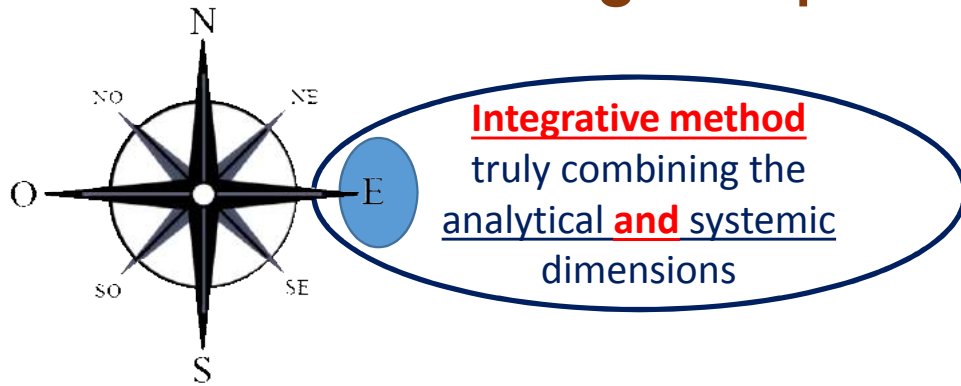 N
NO
NE
O
E
SO
SE
S
Integrative method
truly combining the
analytical and systemic
dimensions